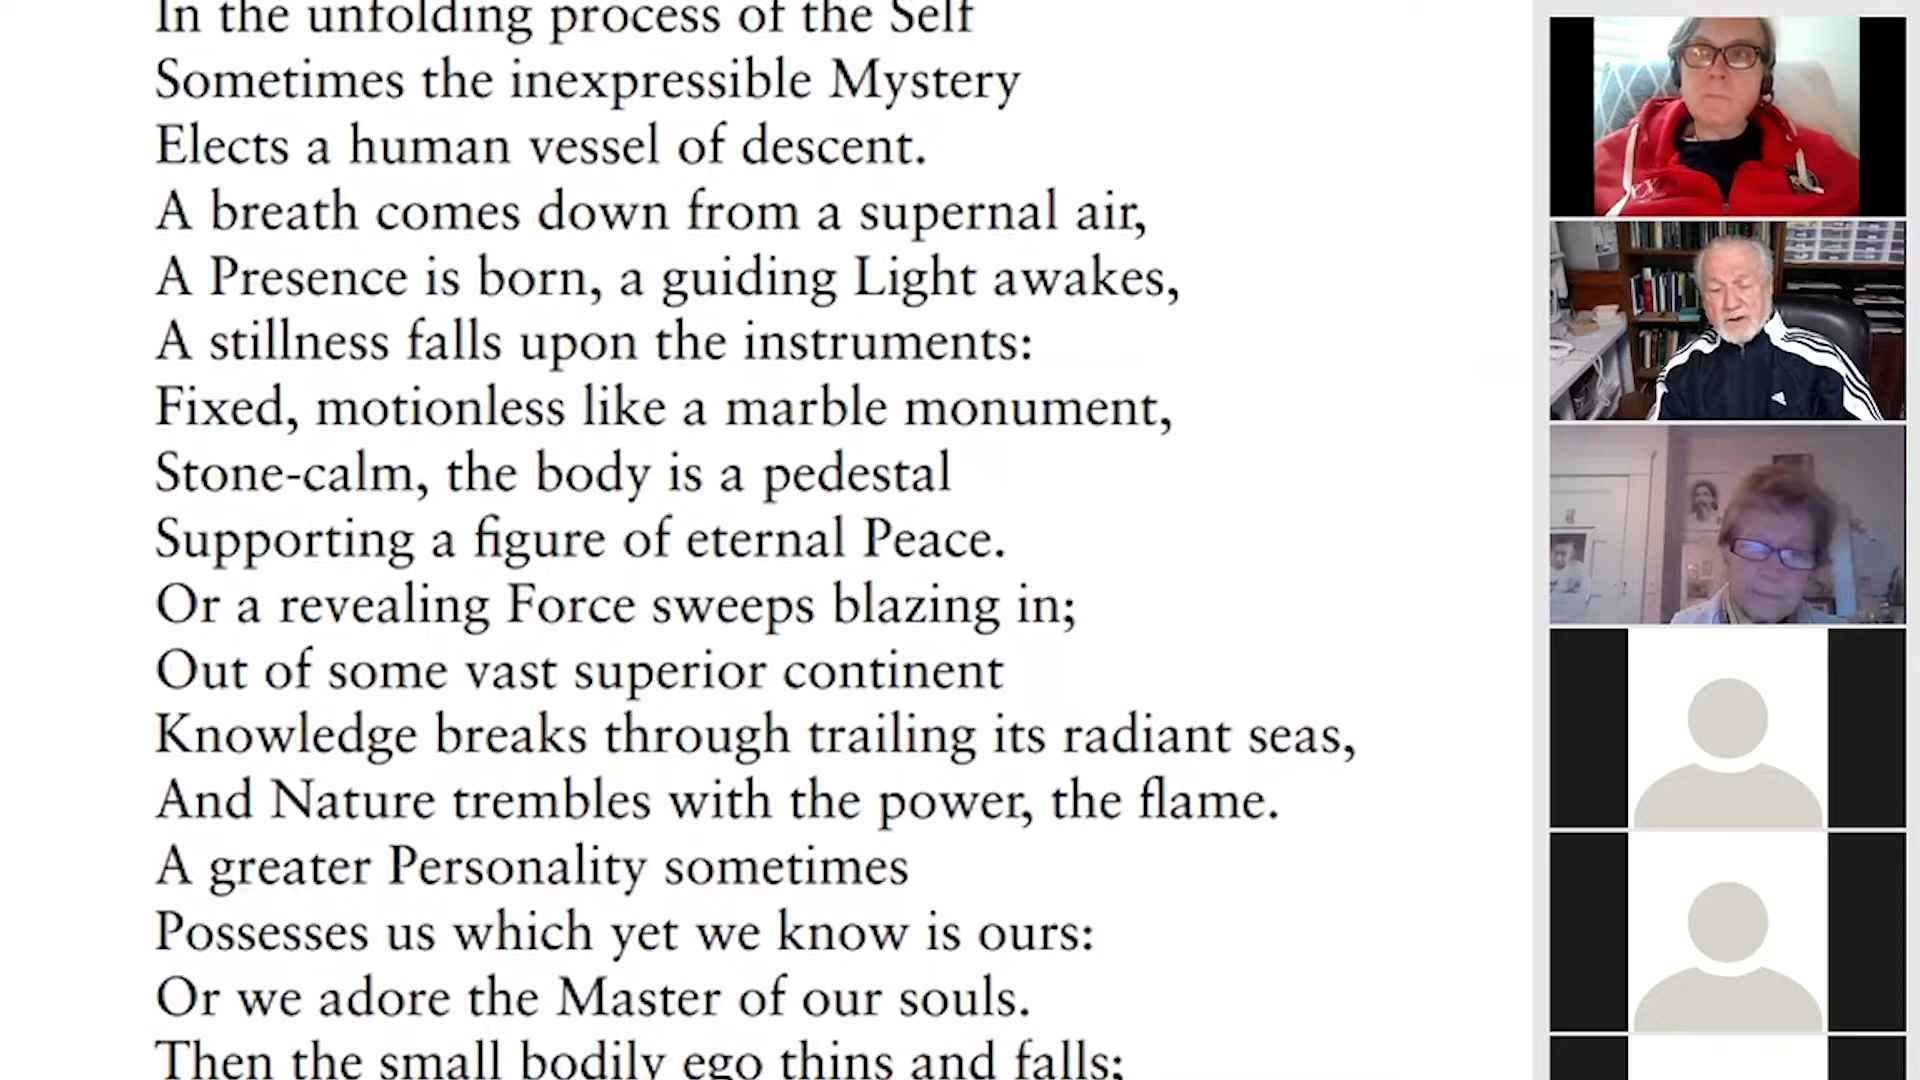 In the unfolding process of the Self
Sometimes the inexpressible Mystery
Elects a human vessel of descent.
A breath comes down from a supernal air,
A Presence is born, a guiding Light awakes,
A stillness falls upon the instruments:
Fixed, motionless like a marble monument,
Stone-calm, the body is a pedestal
Supporting a figure of eternal Peace.
Or a revealing Force sweeps blazing in;
Out of some vast superior continent
Knowledge breaks through trailing its radiant seas,
And Nature trembles with the power, the flame.
A greater Personality sometimes
Possesses us which yet we know is ours:
Or we adore the Master of our souls.
Then the small bodily ego thins and falls;